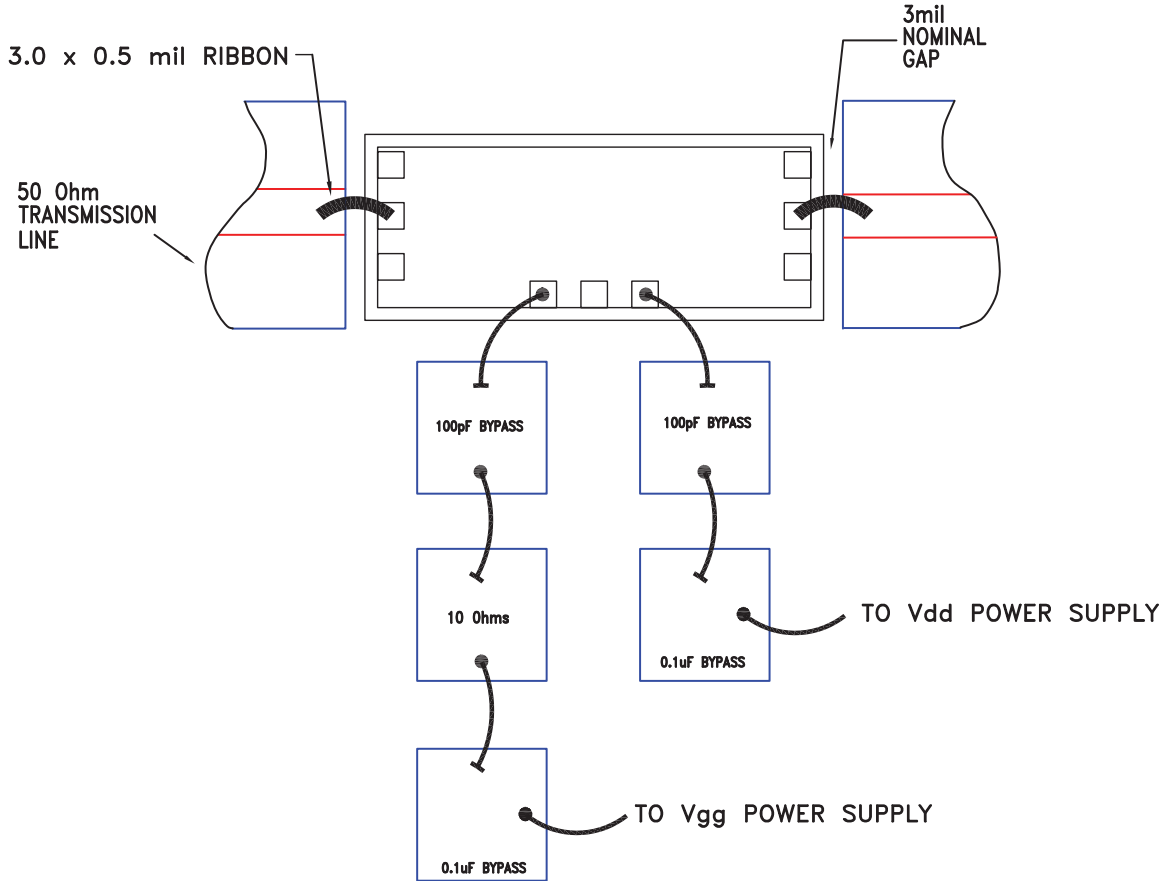 3mil
NOMINAL
GAP
3.0 x 0.5 mil RIBBON
50 Ohm
TRANSMISSION
LINE
100pF BYPASS
100pF BYPASS
10 Ohms
TO Vdd POWER SUPPLY
0.1uF BYPASS
TO Vgg POWER SUPPLY
0.1uF BYPASS